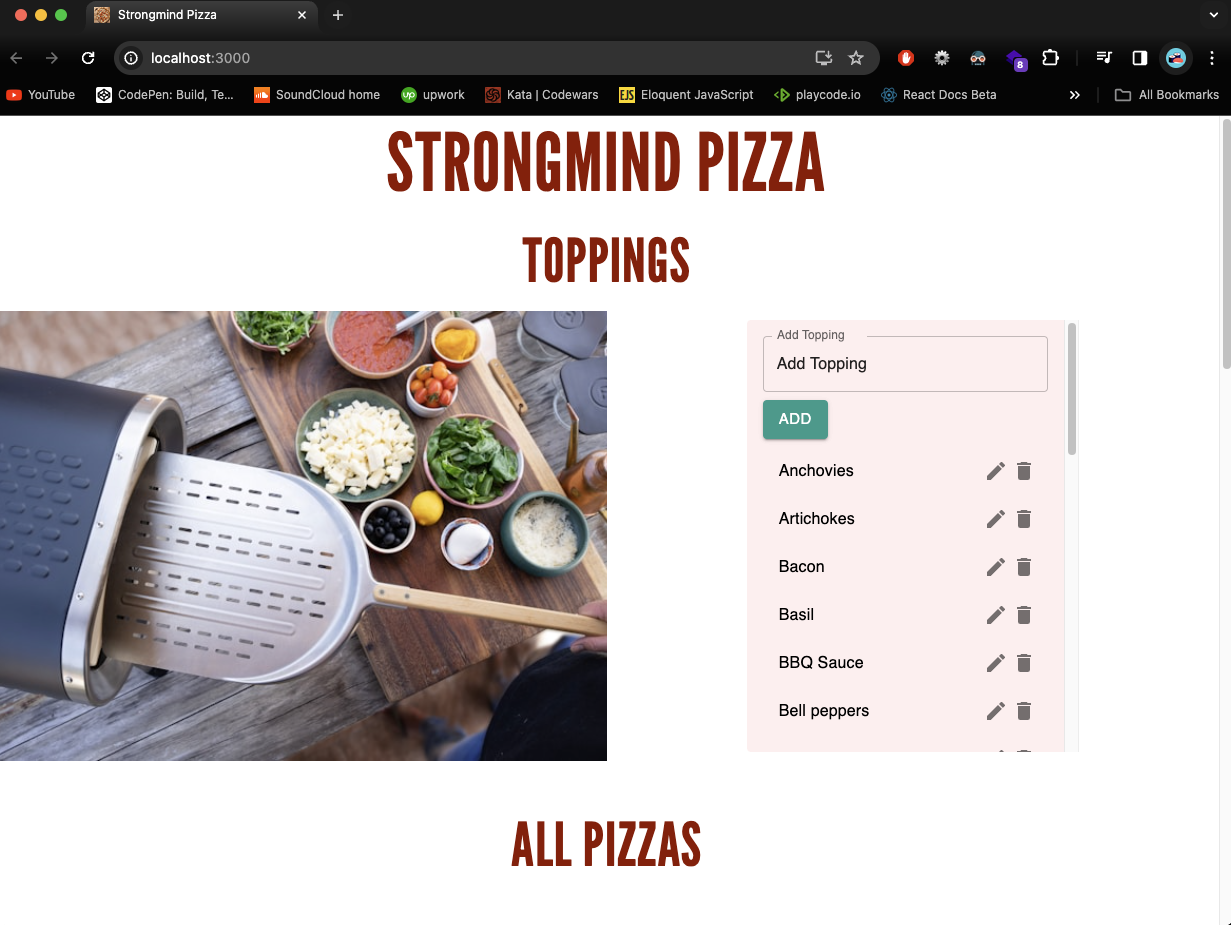 Strongmind Pizza
localhost:3000
8
YouTube
CodePen: Build, Te...
SoundCloud home
up upwork
Kata | Codewars
EJS Eloquent JavaScript
playcode.io
React Docs Beta
All Bookmarks
STRONGMIND PIZZA
TOPPINGS
Add Topping
Add Topping
ADD
Anchovies
Artichokes
Bacon
Basil
BBQ Sauce
Bell peppers
ALL PIZZAS